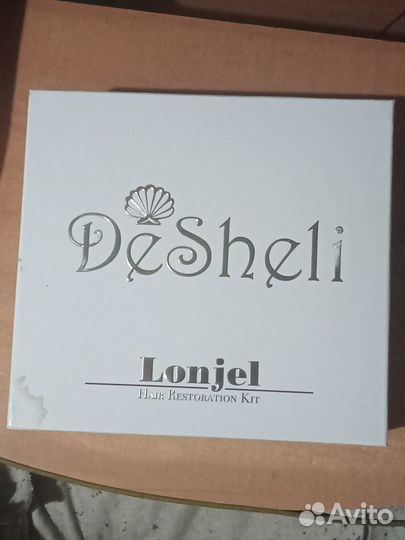 DeSheli
Lonjel
Hair Restoration Kit
Avito